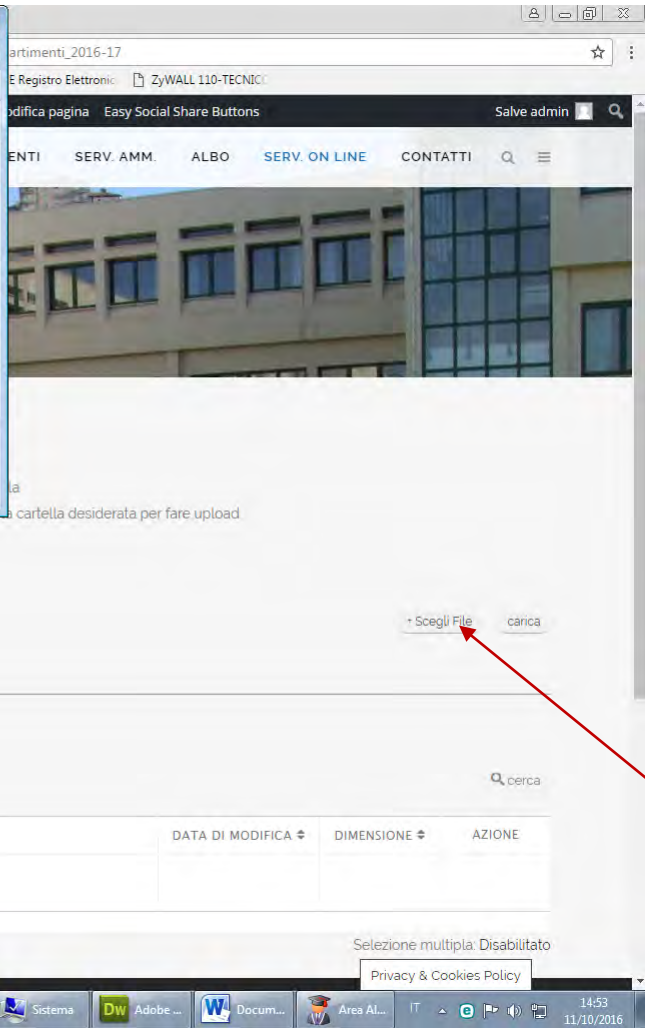 artimenti_2016-17
E Registro Elettronic ZyWALL 110-TECNIC
odifica pagina Easy Social Share Buttons Salve admin
ENTI SERV. AMM. ALBO SERV. ON LINE CONTATTI
la
a cartella desiderata per fare upload
+ Scegli File carica
cerca
DATA DI MODIFICA DIMENSIONE AZIONE
Selezione multipla: Disabilitato
Privacy & Cookies Policy
Sistema Dw Adobe ... W Docum... Area Al... IT 14:53
11/10/2016